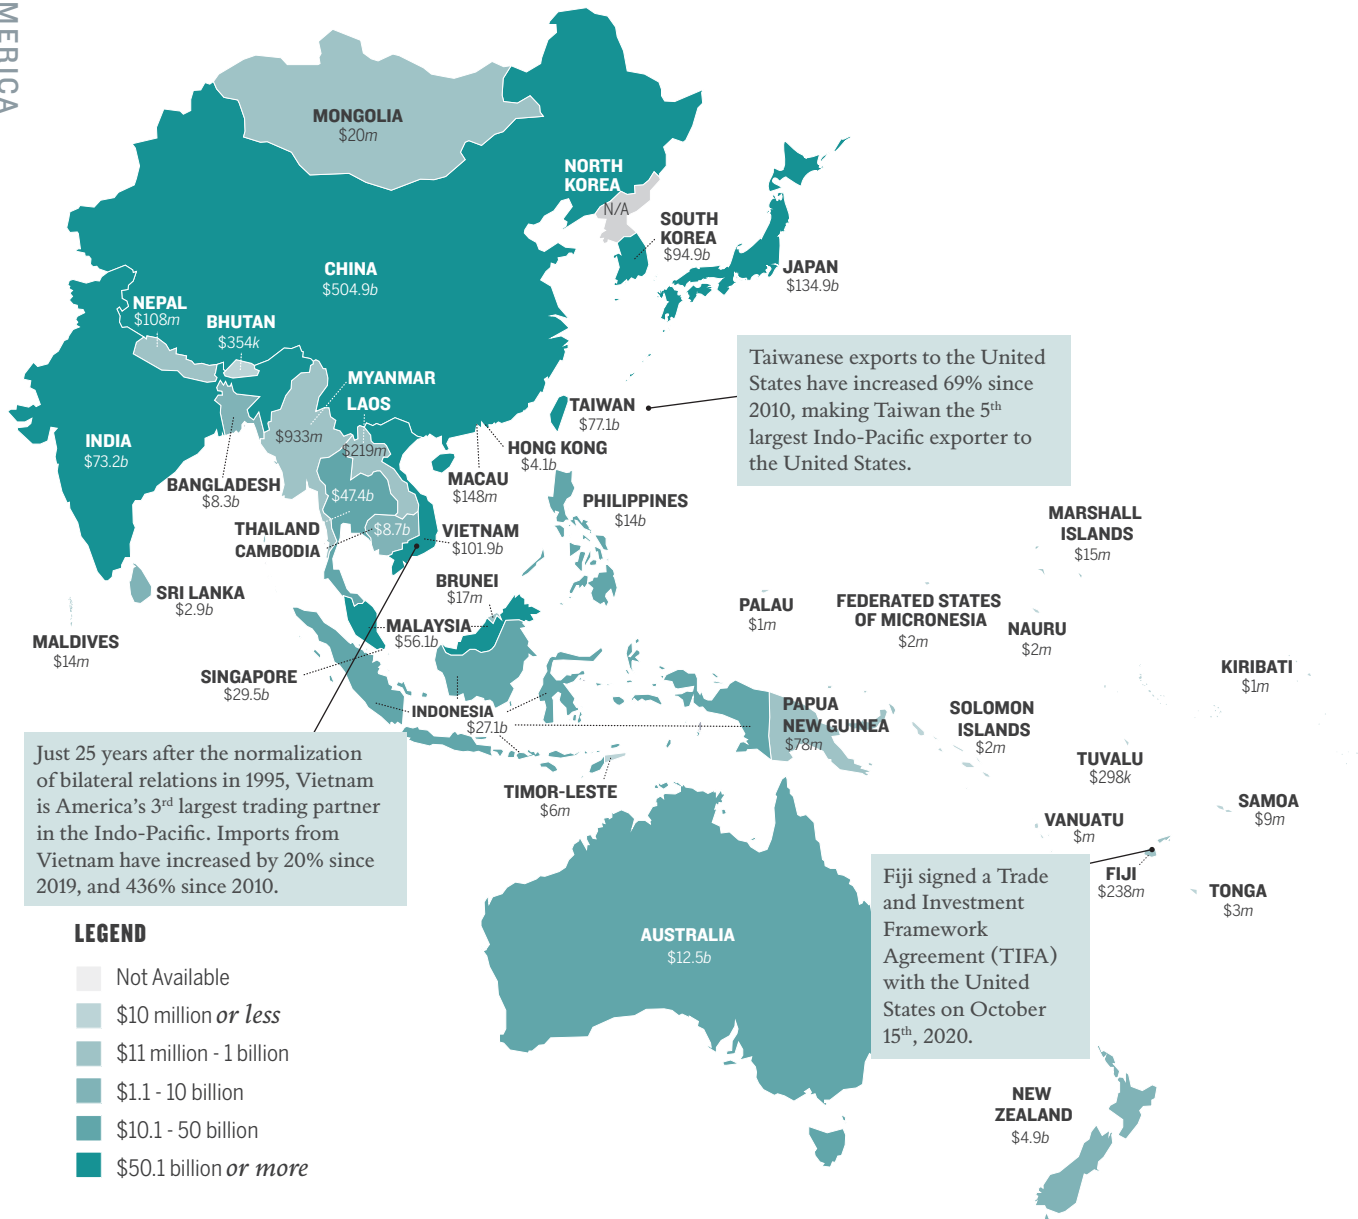 MERICA
MONGOLIA
$20m
NORTH
KOREA
N/A
SOUTH
KOREA
$94.9b
JAPAN
$134.9b
CHINA
$504.9b
NEPAL
$108m
BHUTAN
$354k
MYANMAR
$933m
LAOS
$219m
INDIA
$73.2b
BANGLADESH
$8.3b
TAIWAN
$77.1b
Taiwanese exports to the United
States have increased 69% since
2010, making Taiwan the 5th
largest Indo-Pacific exporter to
the United States.
HONG KONG
$4.1b
MACAU
$148m
$47.4b
THAILAND
$8.7b
CAMBODIA
VIETNAM
$101.9b
PHILIPPINES
$14b
MARSHALL
ISLANDS
$15m
SRI LANKA
$2.9b
BRUNEI
$17m
MALDIVES
$14m
MALAYSIA
$56.1b
SINGAPORE
$29.5b
INDONESIA
$27.1b
PALAU
$1m
FEDERATED STATES
OF MICRONESIA
$2m
NAURU
$2m
KIRIBATI
$1m
PAPUA
NEW GUINEA
$78m
SOLOMON
ISLANDS
$2m
TUVALU
$298k
Just 25 years after the normalization
of bilateral relations in 1995, Vietnam
is America's 3rd largest trading partner
in the Indo-Pacific. Imports from
Vietnam have increased by 20% since
2019, and 436% since 2010.
TIMOR-LESTE
$6m
SAMOA
$9m
VANUATU
$m
FIJI
$238m
TONGA
$3m
Fiji signed a Trade
and Investment
Framework
Agreement (TIFA)
with the United
States on October
15th, 2020.
AUSTRALIA
$12.5b
NEW
ZEALAND
$4.9b
LEGEND
Not Available
$10 million or less
$11 million - 1 billion
$1.1 - 10 billion
$10.1 - 50 billion
$50.1 billion or more